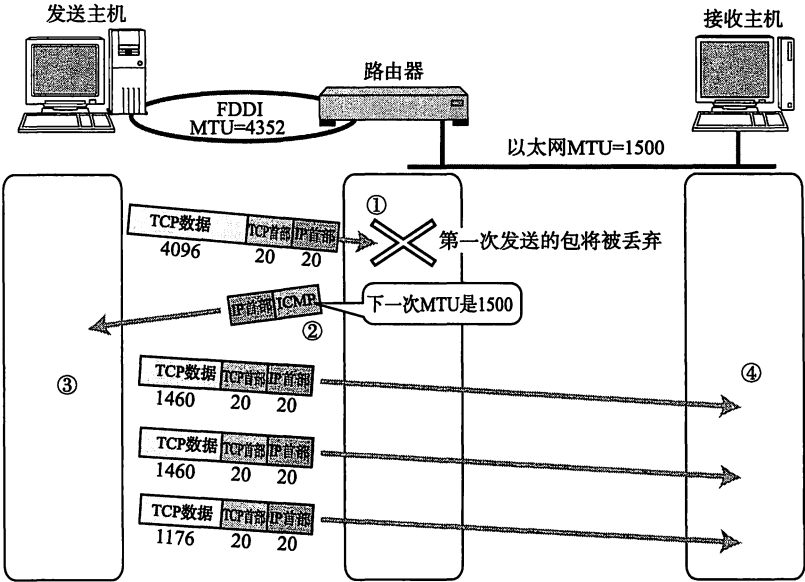 发送主机
接收主机
路由器
FDDI
MTU=4352
以太网MTU=1500
①
TCP数据 TCP首部 IP首部
4096 20 20
第一次发送的包将被丢弃
IP首部 ICMP
下一次MTU是1500
②
③
④
TCP数据 TCP首部 IP首部
1460 20 20
TCP数据 TCP首部 IP首部
1460 20 20
TCP数据 TCP首部 IP首部
1176 20 20